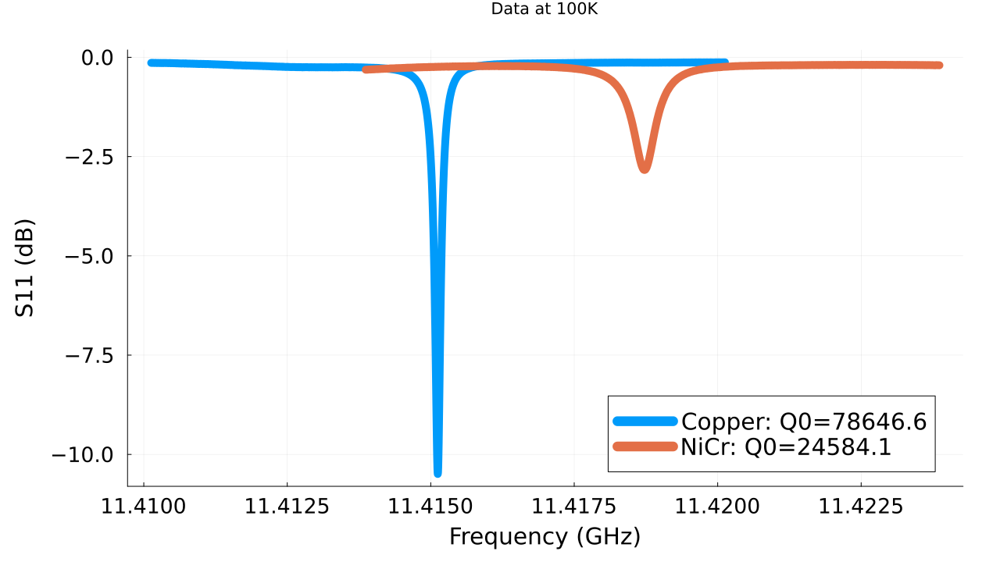 Data at 100K
0.0
−2.5
−5.0
−7.5
−10.0
S11 (dB)
Copper: Q0=78646.6
NiCr: Q0=24584.1
11.4100 11.4125 11.4150 11.4175 11.4200 11.4225
Frequency (GHz)